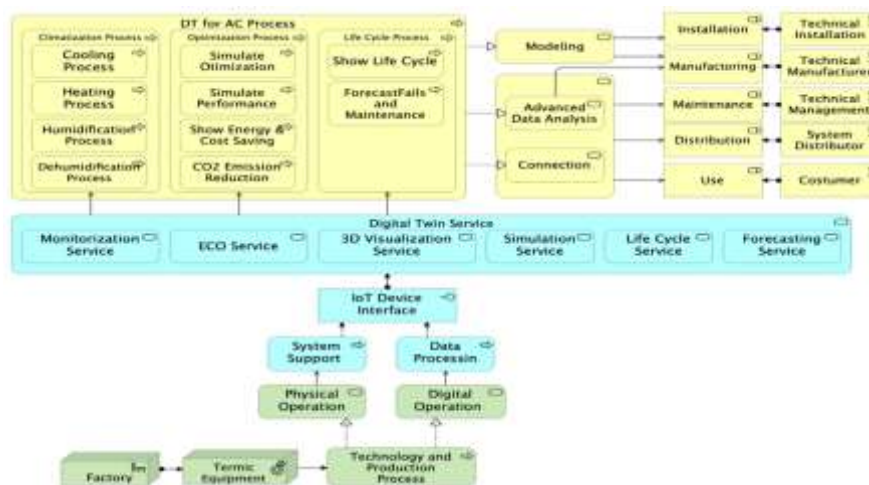 DT for AC Process
Climatization Process
Cooling
Process
Heating
Process
Humidification
Process
Dehumidification
Process
Optimization Process
Simulate
Otimization
Simulate
Performance
Show Energy &
Cost Saving
CO2 Emission
Reduction
Life Cycle Process
Show Life Cycle
ForecastFails
and
Maintenance
Modeling
Advanced
Data Analysis
Connection
Installation
Manufactoring
Maintenance
Distribution
Use
Technical
Installation
Technical
Manufacturer
Technical
Management
System
Distributor
Costumer
Digital Twin Service
Monitorization
Service
ECO Service
3D Visualization
Service
Simulation
Service
Life Cycle
Service
Forecasting
Service
IoT Device
Interface
System
Support
Data
Processin
Physical
Operation
Digital
Operation
Factory
Termic
Equipment
Technology and
Production
Process